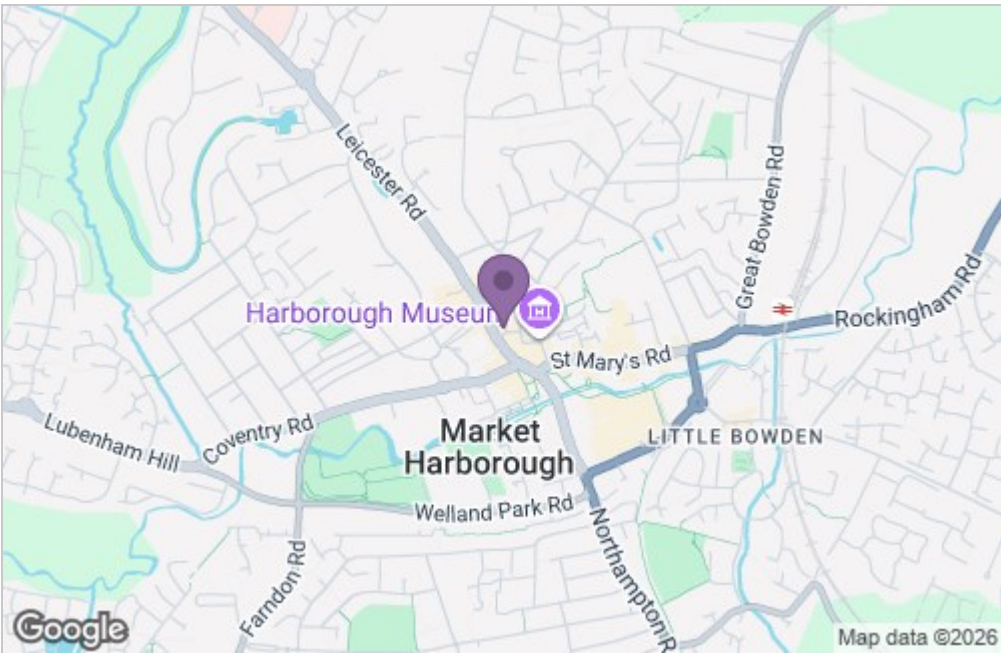 Leicester Rd
Great Bowden Rd
Harborough Museum
Rockingham Rd
St Mary's Rd
Coventry Rd
Lubenham Hill
Market
Harborough
LITTLE BOWDEN
Welland Park Rd
Farndon Rd
Northampton R
Google
Map data ©2026